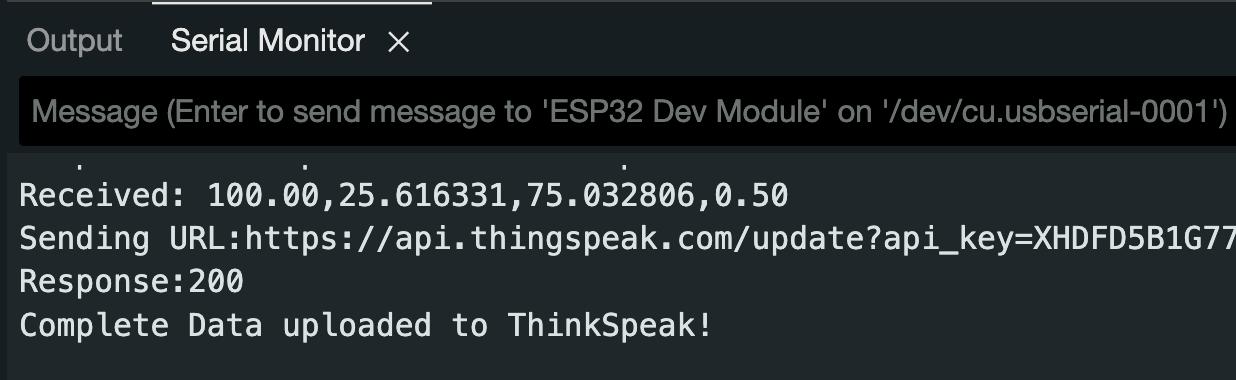 Output Serial Monitor ×
Message (Enter to send message to 'ESP32 Dev Module' on '/dev/cu.usbserial-0001')
Received: 100.00,25.616331,75.032806,0.50
Sending URL:https://api.thingspeak.com/update?api_key=XHDFD5B1G77
Response:200
Complete Data uploaded to ThinkSpeak!